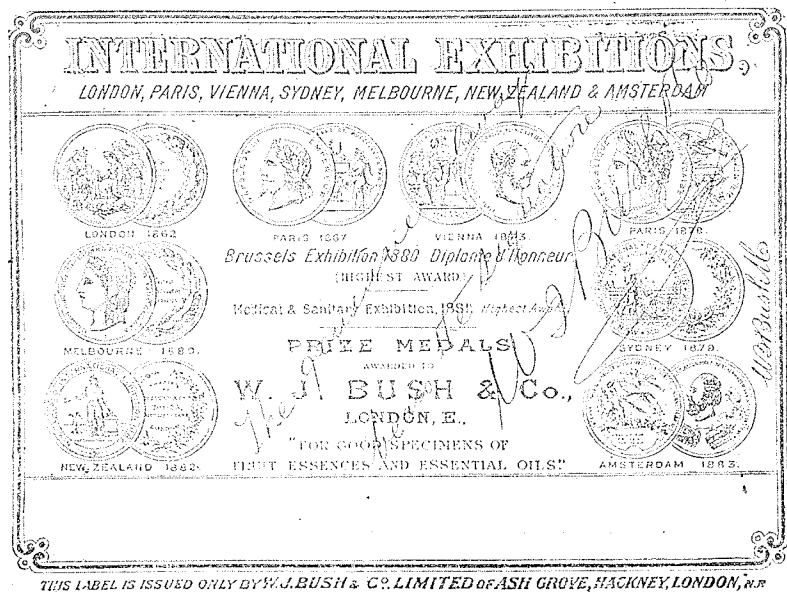 INTERNATIONAL EXHIBITIONS,
LONDON, PARIS, VIENNA, SYDNEY, MELBOURNE, NEW ZEALAND & AMSTERDAM
LONDON 1862
PARIS 1867
VIENNA 1873.
PARIS 1878.
Brussels Exhibition, 1880 Diplome d'Honneur
(HIGHEST AWARD)
Medical & Sanitary Exhibition, 1881, Highest Award
MELBOURNE 1880.
SYDNEY 1879.
PRIZE MEDALS
AWARDED TO
W. J. BUSH & Co.,
LONDON, E.,
"FOR GOOD SPECIMENS OF
FRUIT ESSENCES AND ESSENTIAL OILS."
NEW ZEALAND 1882.
AMSTERDAM 1883.
W J Bush & Co
THIS LABEL IS ISSUED ONLY BY W. J. BUSH & Co. LIMITED OF ASH GROVE, HACKNEY, LONDON, N.E.